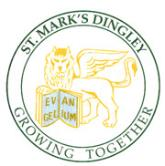 ST. MARK'S DINGLEY
EV AN
GEL IUM
GROWING TOGETHER